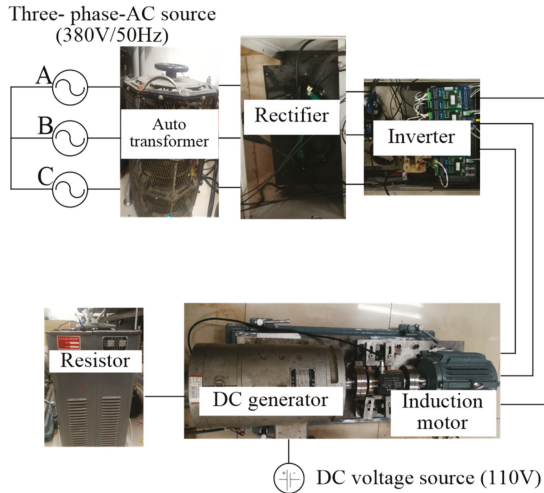 Three- phase-AC source
(380V/50Hz)
A
B
C
Auto
transformer
Rectifier
Inverter
Resistor
DC generator
Induction
motor
DC voltage source (110V)